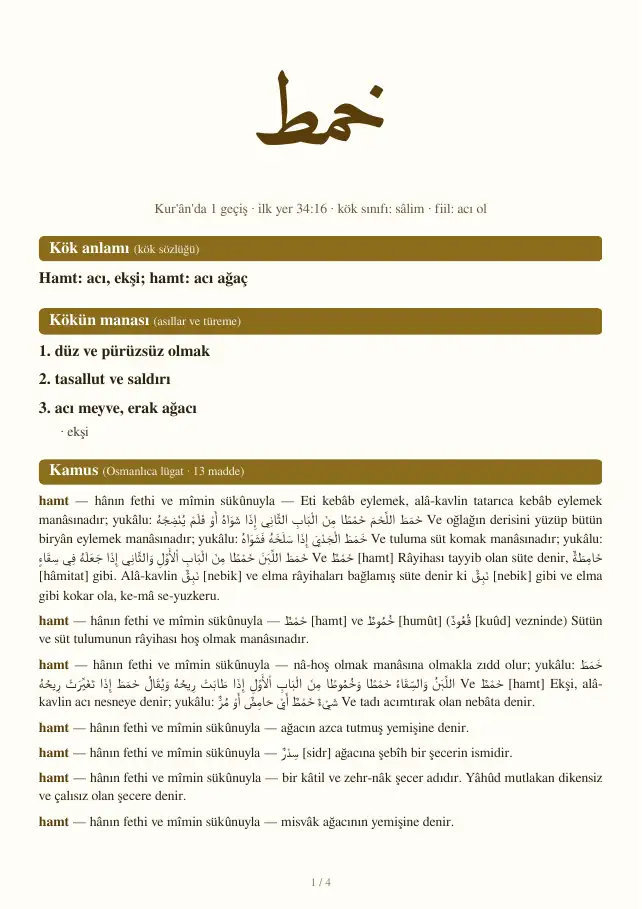 خمط
Kur'ân'da 1 geçiş · ilk yer 34:16 · kök sınıfı: sâlim · fiil: acı ol
Kök anlamı (kök sözlüğü)
Hamt: acı, ekşi; hamt: acı ağaç
Kökün manası (asıllar ve türeme)
1. düz ve pürüzsüz olmak
2. tasallut ve saldırı
3. acı meyve, erak ağacı
· ekşi
Kamus (Osmanlıca lügat · 13 madde)
hamt — hânın fethi ve mîmin sükûnuyla — Eti kebâb eylemek, alâ-kavlin tatarıca kebâb eylemek
manâsınadır; yukâlu: خَمَطَ اللَّحْمَ خَمْطًا مِنَ الْبَابِ الثَّانِي إِذَا شَوَاهُ أَوْ فَلَمْ يُنْضِجْهُ Ve oğlağın derisini yüzüp bütün
biryân eylemek manâsınadır; yukâlu: خَمَطَ الْجَدْيَ إِذَا سَلَخَهُ فَشَوَاهُ Ve tuluma süt komak manâsınadır; yukâlu:
خَمَطَ اللَّبَنَ خَمْطًا مِنَ الْبَابِ الْأَوَّلِ وَالثَّانِي إِذَا جَعَلَهُ فِي سِقَاءٍ Ve خَمْطٌ [hamt] Râyihası tayyib olan süte denir, خَامِطَةٌ
[hâmitat] gibi. Alâ-kavlin نَبِقٌ [nebik] ve elma râyihaları bağlamış süte denir ki نَبِقٌ [nebik] gibi ve elma
gibi kokar ola, ke-mâ se-yuzkeru.
hamt — hânın fethi ve mîmin sükûnuyla — خَمْطٌ [hamt] ve خُمُوطٌ [humût] (قُعُودٌ [kuûd] vezninde) Sütün
ve süt tulumunun râyihası hoş olmak manâsınadır.
hamt — hânın fethi ve mîmin sükûnuyla — nâ-hoş olmak manâsına olmakla zıdd olur; yukâlu: خَمَطَ
اللَّبَنُ وَالسِّقَاءُ خَمْطًا وَخُمُوطًا مِنَ الْبَابِ الْأَوَّلِ إِذَا طَابَتْ رِيحُهُ وَيُقَالُ خَمَطَ إِذَا تَغَيَّرَتْ رِيحُهُ Ve خَمْطٌ [hamt] Ekşi, alâ-
kavlin acı nesneye denir; yukâlu: شَيْءٌ خَمْطٌ أَيْ حَامِضٌ أَوْ مُرٌّ Ve tadı acımtırak olan nebâta denir.
hamt — hânın fethi ve mîmin sükûnuyla — ağacın azca tutmuş yemişine denir.
hamt — hânın fethi ve mîmin sükûnuyla — سِدْرٌ [sidr] ağacına şebîh bir şecerin ismidir.
hamt — hânın fethi ve mîmin sükûnuyla — bir kâtil ve zehr-nâk şecer adıdır. Yâhûd mutlakan dikensiz
ve çalısız olan şecere denir.
hamt — hânın fethi ve mîmin sükûnuyla — misvâk ağacının yemişine denir.
1 / 4